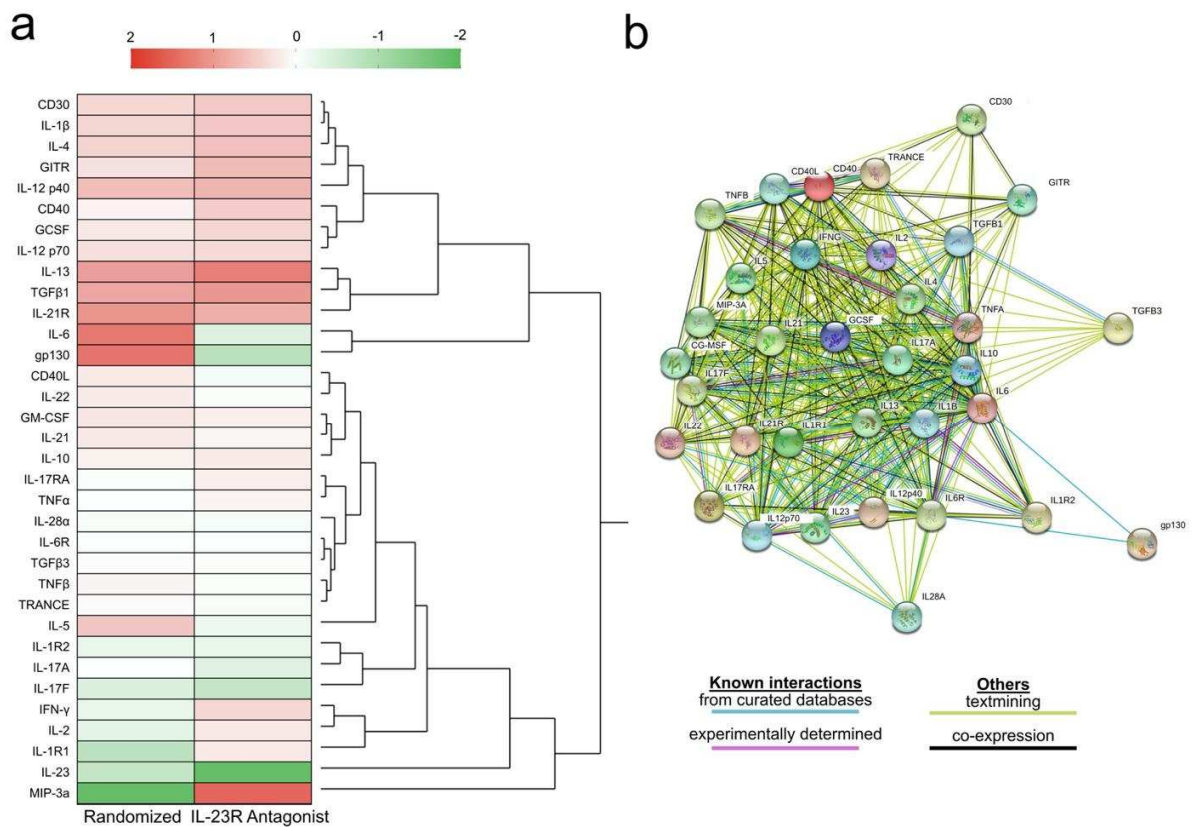 a
2 1 0 -1 -2
CD30
IL-1β
IL-4
GITR
IL-12 p40
CD40
GCSF
IL-12 p70
IL-13
TGFβ1
IL-21R
IL-6
gp130
CD40L
IL-22
GM-CSF
IL-21
IL-10
IL-17RA
TNFα
IL-28α
IL-6R
TGFβ3
TNFβ
TRANCE
IL-5
IL-1R2
IL-17A
IL-17F
IFN-γ
IL-2
IL-1R1
IL-23
MIP-3a
Randomized IL-23R Antagonist
b
CD30
TRANCE
CD40L CD40
GITR
TNFB
TGFB1
IFNG IL2
IL5
IL4
MIP-3A
TNFA
TGFB3
GCSF
IL21
CG-MSF
IL17A
IL10
IL17F
IL6
IL13 IL1B
IL22 IL21R IL1R1
IL17RA
IL12p40 IL6R
IL1R2
IL12p70 IL23
gp130
IL28A
Known interactions
from curated databases
experimentally determined
Others
textmining
co-expression